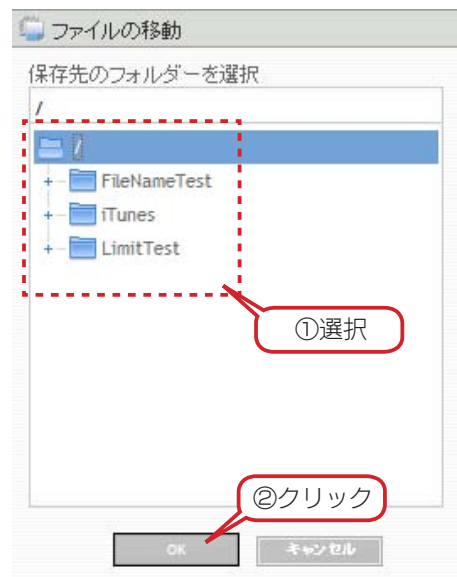 ファイルの移動
保存先のフォルダーを選択
/
/
FileNameTest
iTunes
LimitTest
①選択
②クリック
OK
キャンセル